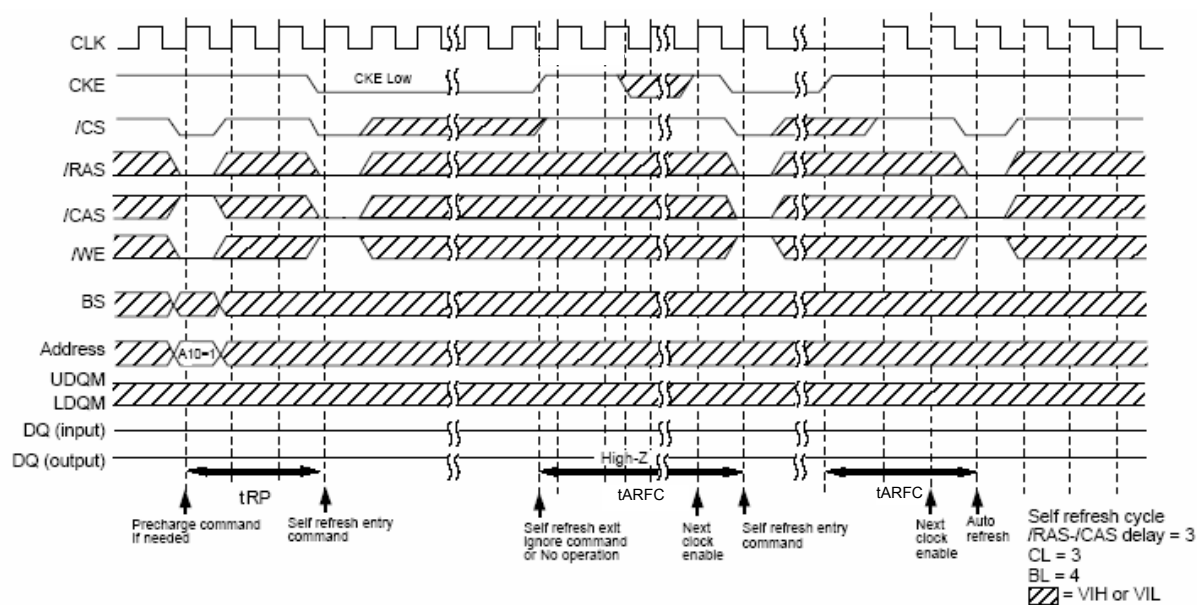 CLK
CKE
CKE Low
/CS
/RAS
/CAS
/WE
BS
Address
A10=1
UDQM
LDQM
DQ (input)
DQ (output)
High-Z
tRP
tARFC
tARFC
Precharge command
If needed
Self refresh entry
command
Self refresh exit
Ignore command
or No operation
Next
clock
enable
Self refresh entry
command
Next
clock
enable
Auto
refresh
Self refresh cycle
/RAS-/CAS delay = 3
CL = 3
BL = 4
= VIH or VIL